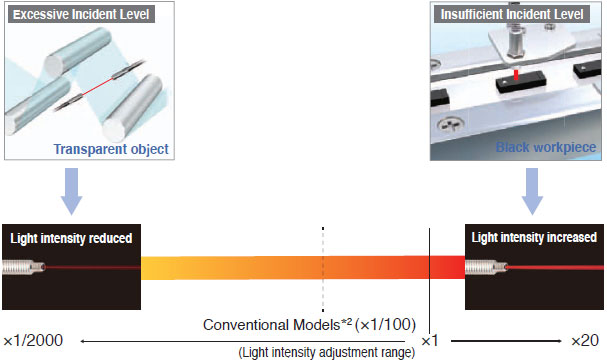 Excessive Incident Level
Insufficient Incident Level
Transparent object
Black workpiece
Light intensity reduced
Light intensity increased
Conventional Models*2 (×1/100)
×1/2000
(Light intensity adjustment range)
×1
×20